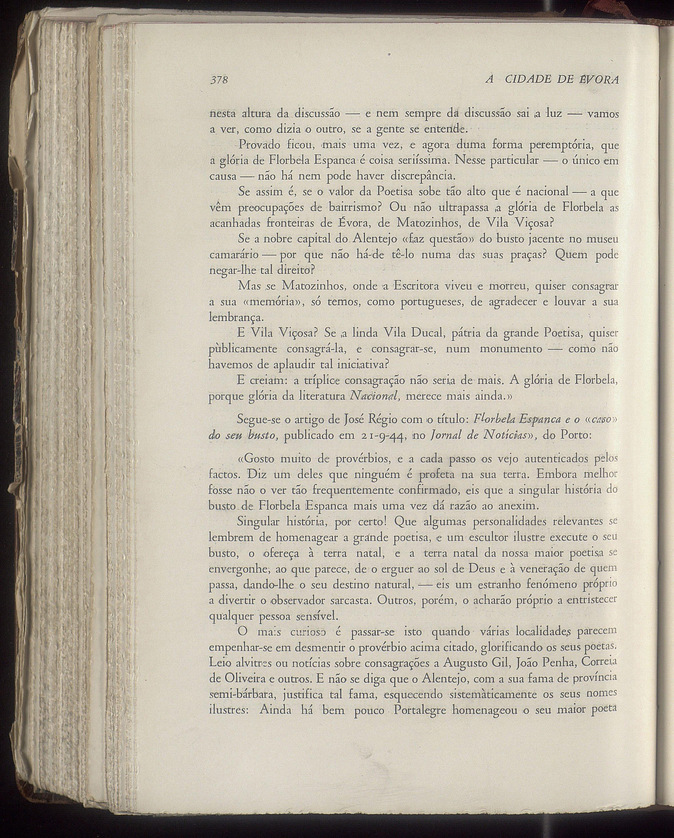 378
A CIDADE DE ÉVORA
nesta altura da discussão — e nem sempre da discussão sai a luz — vamos
a ver, como dizia o outro, se a gente se entende.
Provado ficou, mais uma vez, e agora duma forma peremptória, que
a glória de Florbela Espanca é coisa seriíssima. Nesse particular — o único em
causa — não há nem pode haver discrepância.
Se assim é, se o valor da Poetisa sobe tão alto que é nacional — a que
vêm preocupações de bairrismo? Ou não ultrapassa a glória de Florbela as
acanhadas fronteiras de Évora, de Matozinhos, de Vila Viçosa?
Se a nobre capital do Alentejo «faz questão» do busto jacente no museu
camarário — por que não há-de tê-lo numa das suas praças? Quem pode
negar-lhe tal direito?
Mas se Matozinhos, onde a Escritora viveu e morreu, quiser consagrar
a sua «memória», só temos, como portugueses, de agradecer e louvar a sua
lembrança.
E Vila Viçosa? Se a linda Vila Ducal, pátria da grande Poetisa, quiser
pùblicamente consagrá-la, e consagrar-se, num monumento — como não
havemos de aplaudir tal iniciativa?
E creiam: a tríplice consagração não seria de mais. A glória de Florbela,
porque glória da literatura Nacional, merece mais ainda.»
Segue-se o artigo de José Régio com o título: Florbela Espanca e o «caso»
do seu busto, publicado em 21-9-44, no Jornal de Notícias», do Porto:
«Gosto muito de provérbios, e a cada passo os vejo autenticados pelos
factos. Diz um deles que ninguém é profeta na sua terra. Embora melhor
fosse não o ver tão frequentemente confirmado, eis que a singular história do
busto de Florbela Espanca mais uma vez dá razão ao anexim.
Singular história, por certo! Que algumas personalidades relevantes se
lembrem de homenagear a grande poetisa, e um escultor ilustre execute o seu
busto, o ofereça à terra natal, e a terra natal da nossa maior poetisa se
envergonhe, ao que parece, de o erguer ao sol de Deus e à veneração de quem
passa, dando-lhe o seu destino natural, — eis um estranho fenómeno próprio
a divertir o observador sarcasta. Outros, porém, o acharão próprio a entristecer
qualquer pessoa sensível.
O mais curioso é passar-se isto quando várias localidades parecem
empenhar-se em desmentir o provérbio acima citado, glorificando os seus poetas.
Leio alvitres ou notícias sobre consagrações a Augusto Gil, João Penha, Correia
de Oliveira e outros. E não se diga que o Alentejo, com a sua fama de província
semi-bárbara, justifica tal fama, esquecendo sistemàticamente os seus nomes
ilustres: Ainda há bem pouco Portalegre homenageou o seu maior poeta